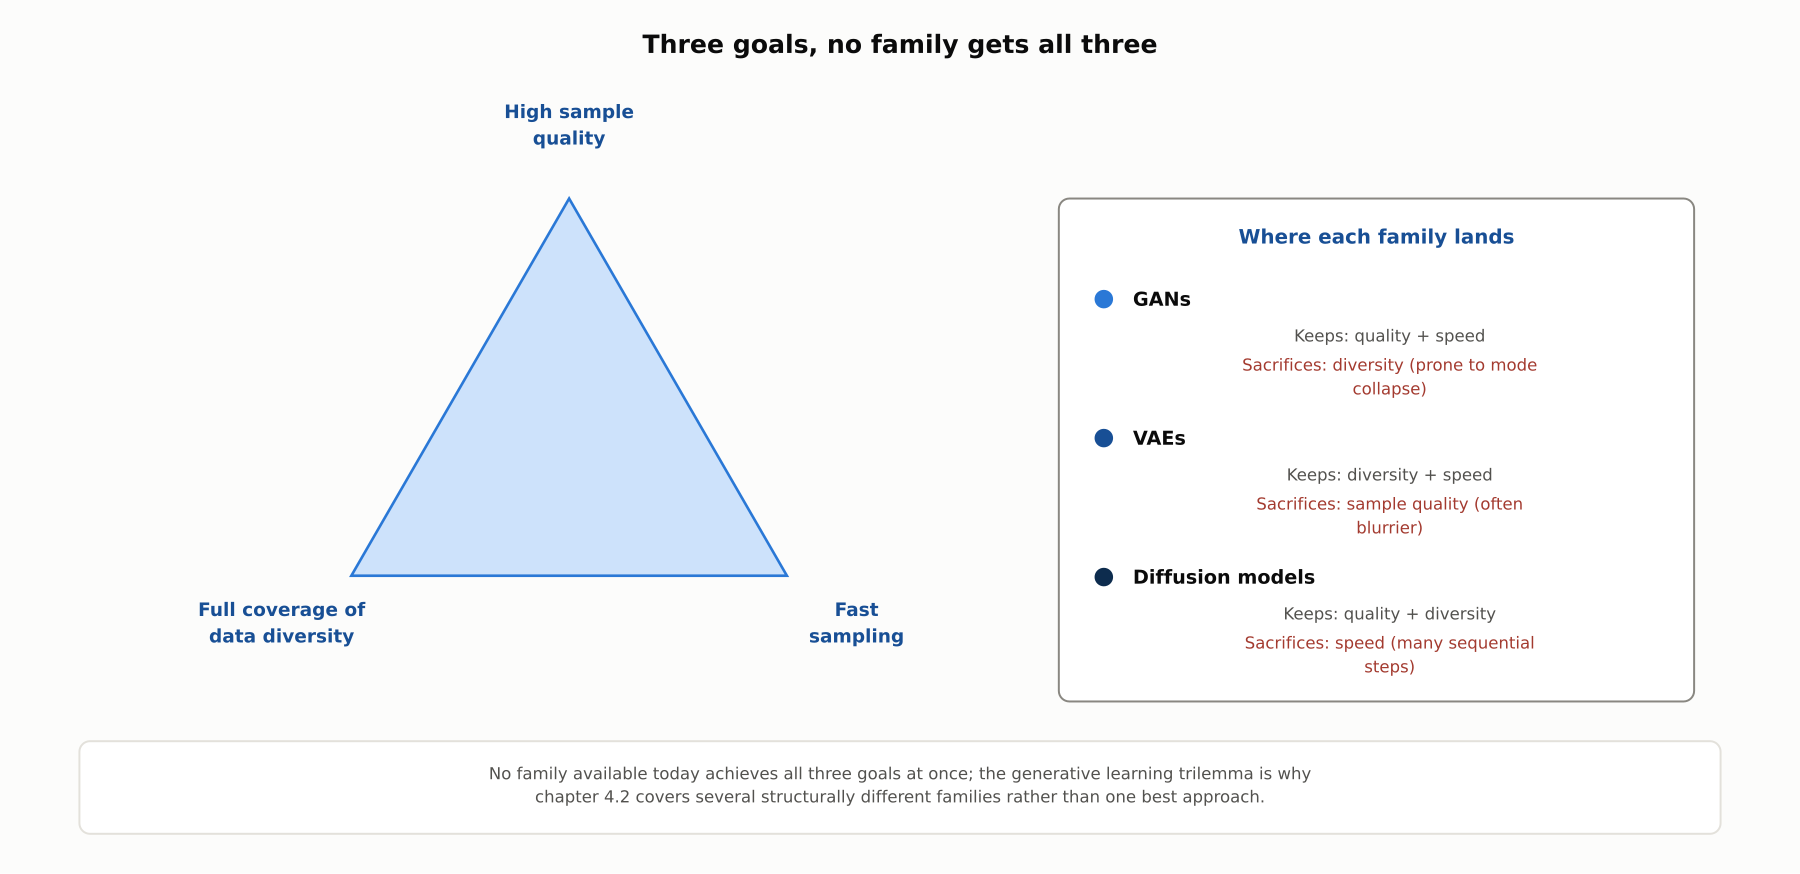 Three goals, no family gets all three
High sample
quality
Full coverage of
data diversity
Fast
sampling
Where each family lands
GANs
Keeps: quality + speed
Sacrifices: diversity (prone to mode
collapse)
VAEs
Keeps: diversity + speed
Sacrifices: sample quality (often
blurrier)
Diffusion models
Keeps: quality + diversity
Sacrifices: speed (many sequential
steps)
No family available today achieves all three goals at once; the generative learning trilemma is why
chapter 4.2 covers several structurally different families rather than one best approach.